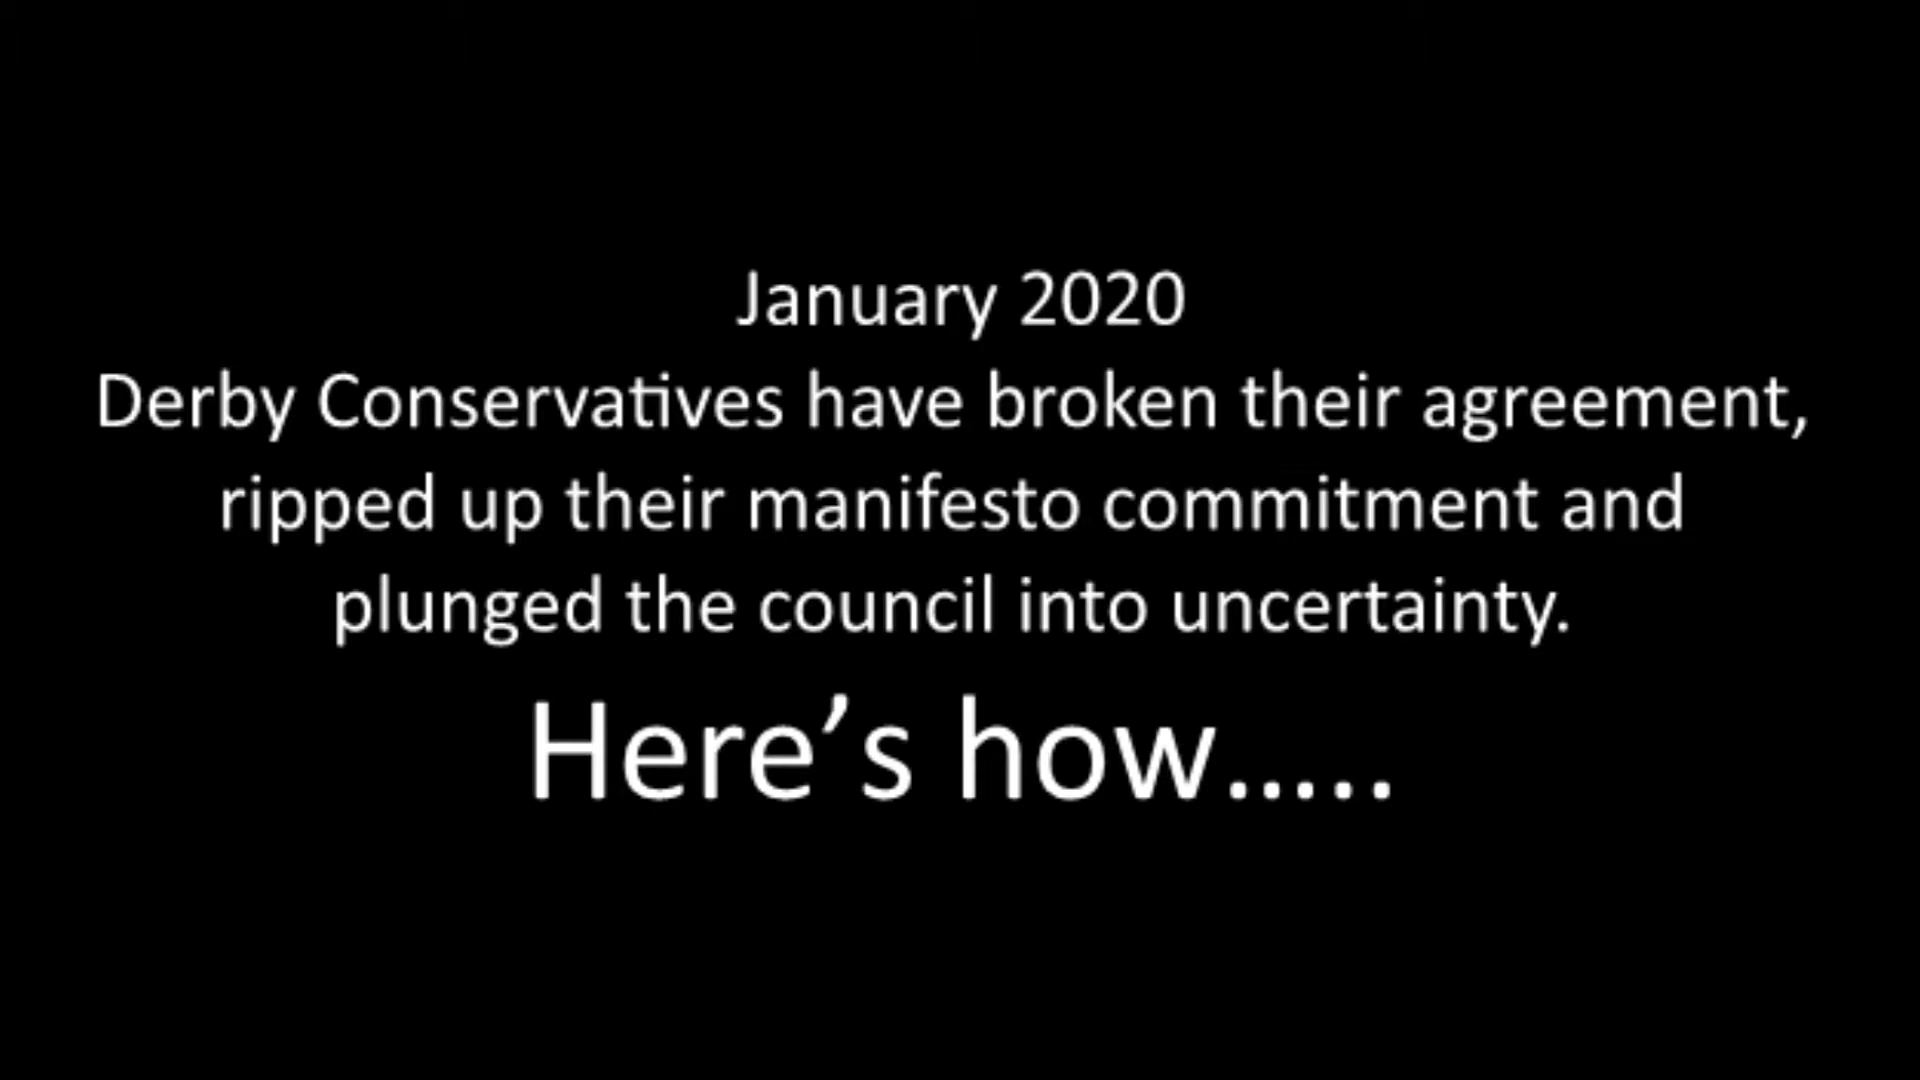 January 2020
Derby Conservatives have broken their agreement,
ripped up their manifesto commitment and
plunged the council into uncertainty.
Here’s how.....